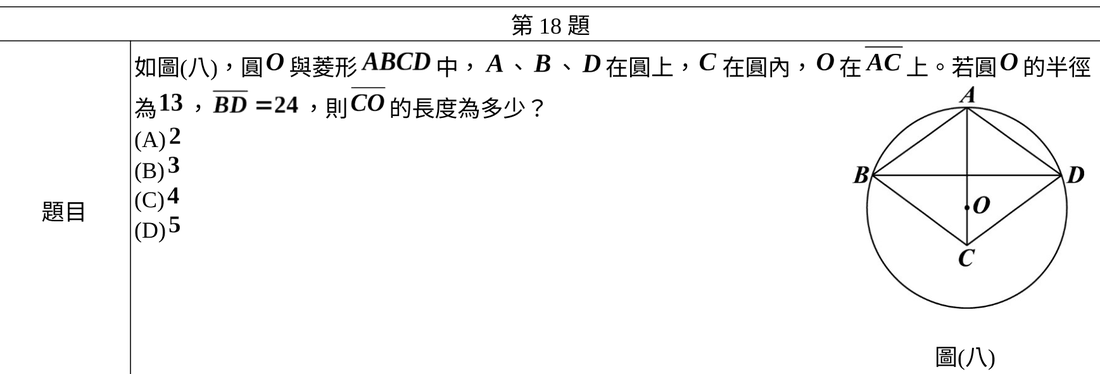 第 18 題
題目
如圖(八)，圓O與菱形ABCD中，A、B、D在圓上，C在圓內，O在AC上。若圓O的半徑
為13，BD=24，則CO的長度為多少？
(A)2
(B)3
(C)4
(D)5
A
B
D
O
C
圖(八)